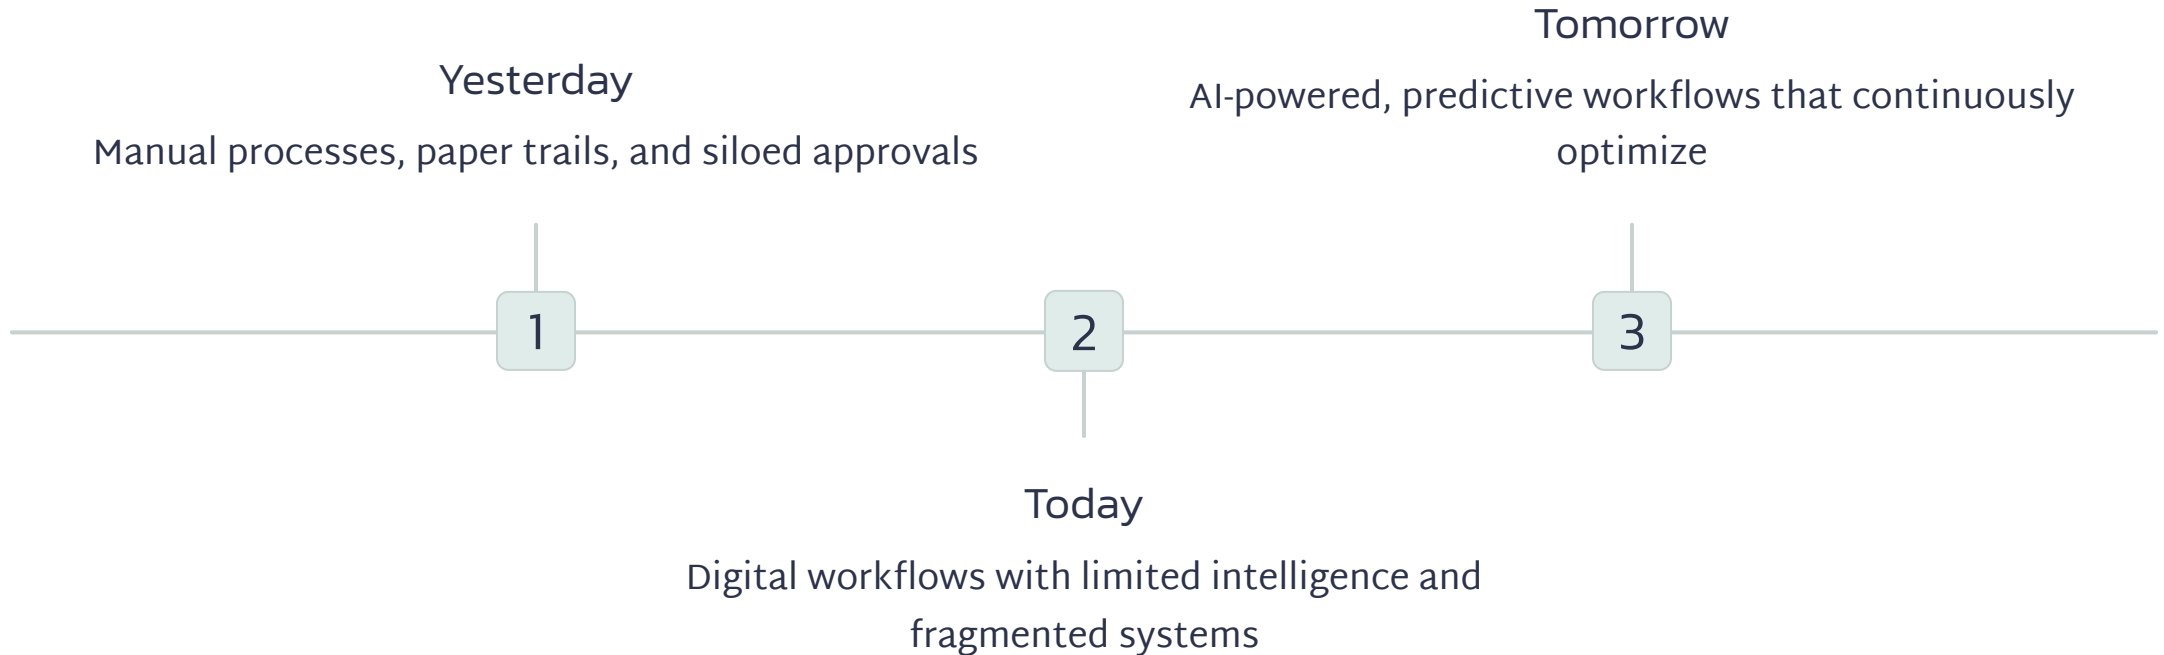 Yesterday
Manual processes, paper trails, and siloed approvals
Tomorrow
AI-powered, predictive workflows that continuously
optimize
1
2
3
Today
Digital workflows with limited intelligence and
fragmented systems